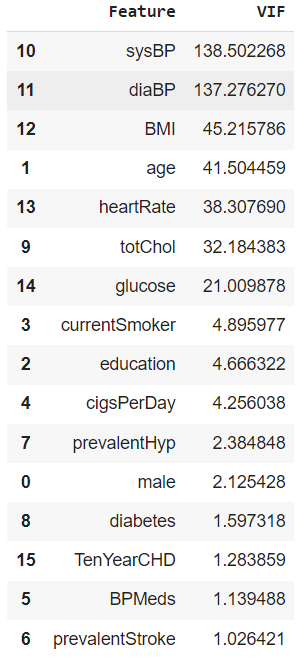 Feature VIF
10 sysBP 138.502268
11 diaBP 137.276270
12 BMI 45.215786
1 age 41.504459
13 heartRate 38.307690
9 totChol 32.184383
14 glucose 21.009878
3 currentSmoker 4.895977
2 education 4.666322
4 cigsPerDay 4.256038
7 prevalentHyp 2.384848
0 male 2.125428
8 diabetes 1.597318
15 TenYearCHD 1.283859
5 BPMeds 1.139488
6 prevalentStroke 1.026421